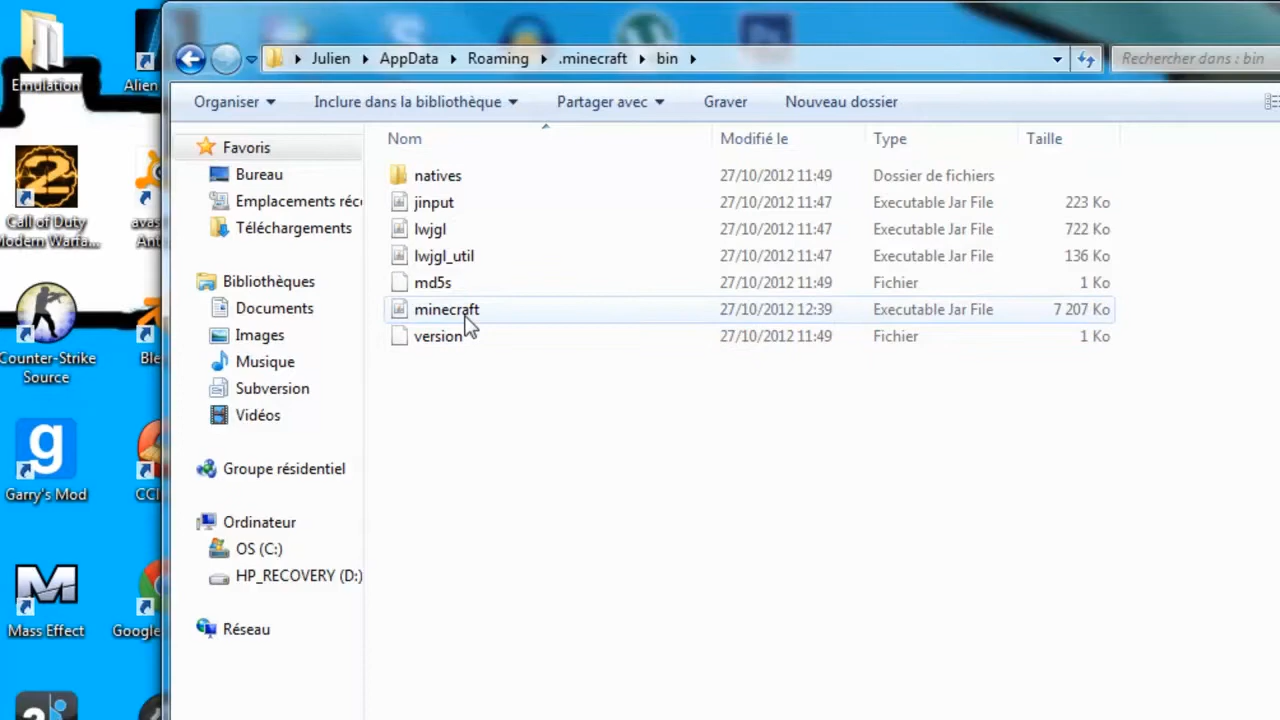 Julien AppData Roaming .minecraft bin
Rechercher dans : bin
Organiser Inclure dans la bibliothèque Partager avec Graver Nouveau dossier
Nom Modifié le Type Taille
natives 27/10/2012 11:49 Dossier de fichiers
jinput 27/10/2012 11:47 Executable Jar File 223 Ko
lwjgl 27/10/2012 11:47 Executable Jar File 722 Ko
lwjgl_util 27/10/2012 11:47 Executable Jar File 136 Ko
md5s 27/10/2012 11:49 Fichier 1 Ko
minecraft 27/10/2012 12:39 Executable Jar File 7 207 Ko
version 27/10/2012 11:49 Fichier 1 Ko
Favoris
Bureau
Emplacements réc
Téléchargements
Bibliothèques
Documents
Images
Musique
Subversion
Vidéos
Groupe résidentiel
Ordinateur
OS (C:)
HP_RECOVERY (D:)
Réseau
Emulation
Alien
2
Call of Duty
Modern Warfa...
avas
Ant
Counter-Strike
Source
Ble
g
Garry's Mod
CCl
M
Mass Effect
Google